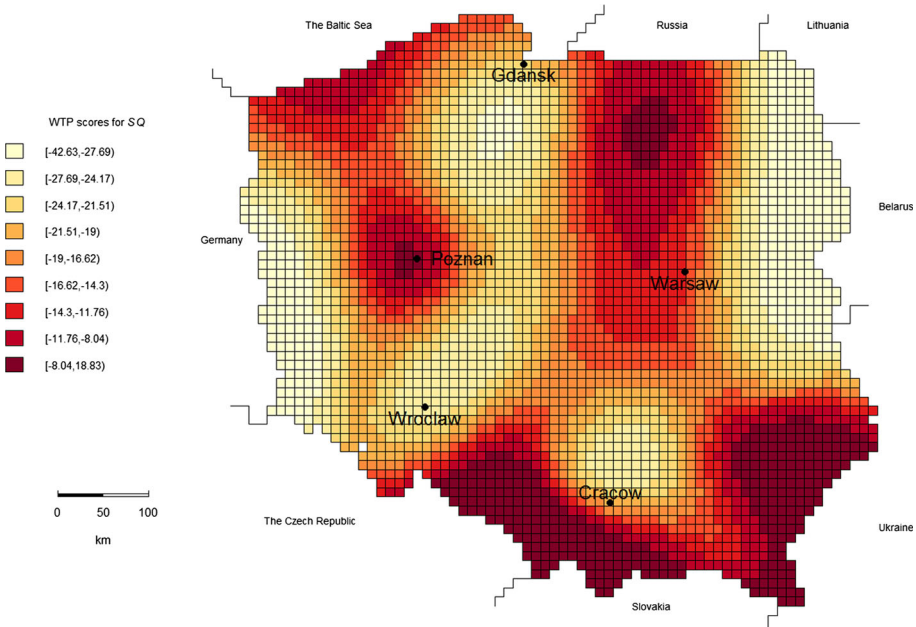 The Baltic Sea
Russia
Lithuania
Gdansk
WTP scores for SQ
[-42.63,-27.69)
[-27.69,-24.17)
[-24.17,-21.51)
[-21.51,-19)
[-19,-16.62)
[-16.62,-14.3)
[-14.3,-11.76)
[-11.76,-8.04)
[-8.04,18.83)
Belarus
Germany
Poznan
Warsaw
Wroclaw
Cracow
0 50 100
km
The Czech Republic
Ukraine
Slovakia